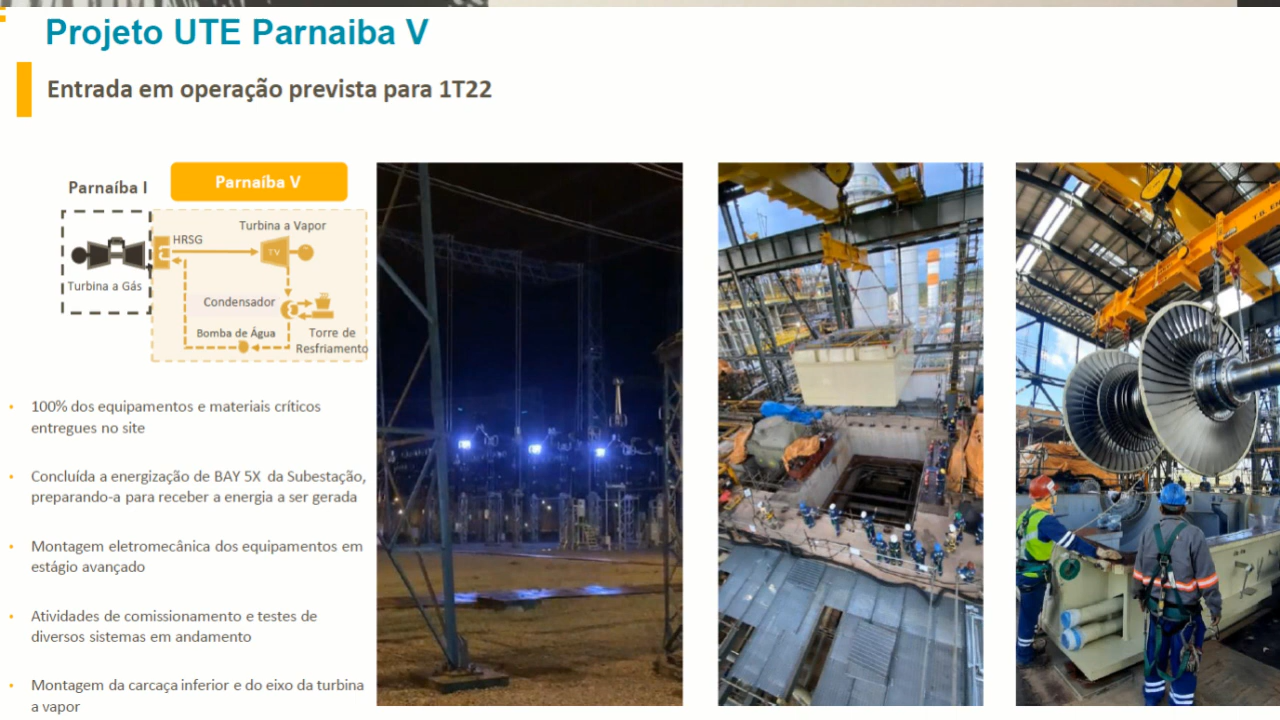 Projeto UTE Parnaiba V
Entrada em operação prevista para 1T22
Parnaíba I
Parnaíba V
Turbina a Gás
HRSG
Turbina a Vapor
TV
Condensador
Bomba de Água
Torre de
Resfriamento
• 100% dos equipamentos e materiais críticos
entregues no site
• Concluída a energização de BAY 5X da Subestação,
preparando-a para receber a energia a ser gerada
• Montagem eletromecânica dos equipamentos em
estágio avançado
• Atividades de comissionamento e testes de
diversos sistemas em andamento
• Montagem da carcaça inferior e do eixo da turbina
a vapor